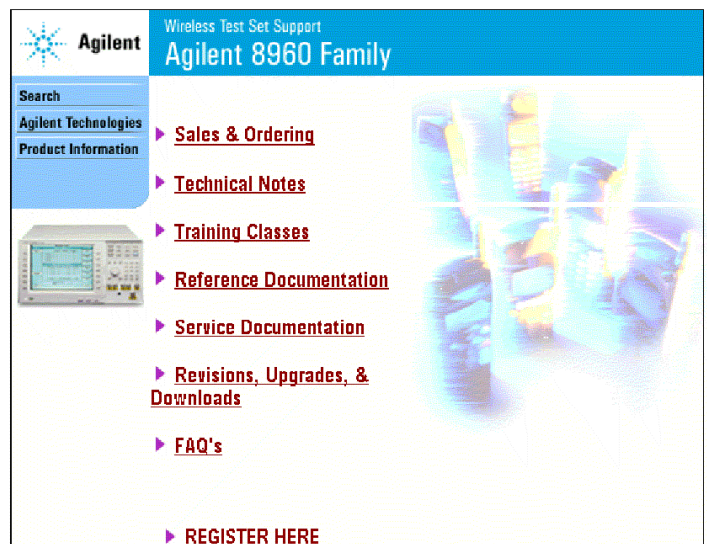 Agilent
Wireless Test Set Support
Agilent 8960 Family
Search
Agilent Technologies
Product Information
Sales & Ordering
Technical Notes
Training Classes
Reference Documentation
Service Documentation
Revisions, Upgrades, &
Downloads
FAQ's
REGISTER HERE